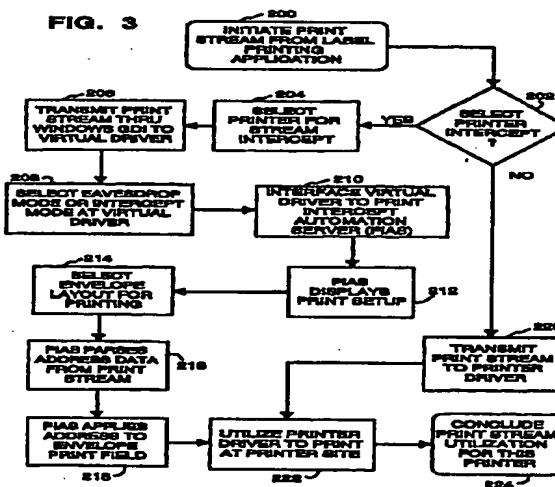 FIG. 3
200
INITIATE PRINT
STREAM FROM LABEL
PRINTING
APPLICATION
202
SELECT
PRINTER
INTERCEPT
?
YES
NO
204
SELECT
PRINTER FOR
STREAM
INTERCEPT
206
TRANSMIT PRINT
STREAM THRU
WINDOWS GDI TO
VIRTUAL DRIVER
208
SELECT EAVESDROP
MODE OR INTERCEPT
MODE AT VIRTUAL
DRIVER
210
INTERFACE VIRTUAL
DRIVER TO PRINT
INTERCEPT
AUTOMATION
SERVER (PIAS)
212
PIAS
DISPLAYS
PRINT SETUP
214
SELECT
ENVELOPE
LAYOUT FOR
PRINTING
216
PIAS PARSES
ADDRESS DATA
FROM PRINT
STREAM
PIAS APPLIES
ADDRESS TO
ENVELOPE
PRINT FIELD
218
TRANSMIT
PRINT STREAM
TO PRINTER
DRIVER
UTILIZE PRINTER
DRIVER TO PRINT
AT PRINTER SITE
222
CONCLUDE
PRINT STREAM
UTILIZATION
FOR THIS
PRINTER
224